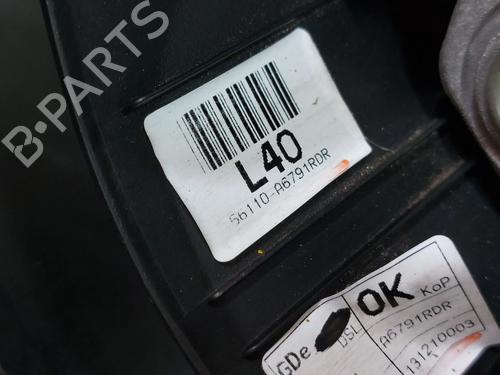 B-PARTS
L40
56110-A6791RDR
GDe
DSL
OK
KoP
A6791RDR
131210003